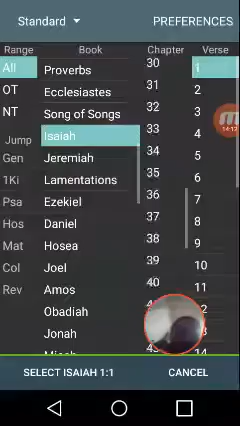 Standard PREFERENCES
Range Book Chapter Verse
All
OT
NT
Jump
Gen
1Ki
Psa
Hos
Mat
Col
Rev
Proverbs
Ecclesiastes
Song of Songs
Isaiah
Jeremiah
Lamentations
Ezekiel
Daniel
Hosea
Joel
Amos
Obadiah
Jonah
30
31
32
33
34
35
36
37
38
39
40
1
2
3
4
5
6
7
8
9
10
11
14
14:12
SELECT ISAIAH 1:1 CANCEL